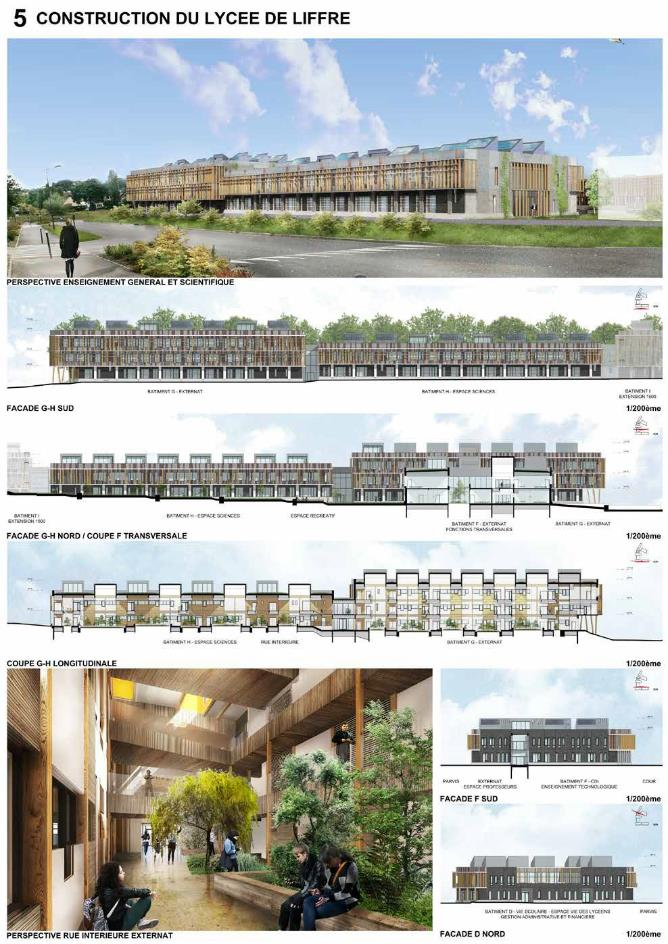 5 CONSTRUCTION DU LYCEE DE LIFFRE
PERSPECTIVE ENSEIGNEMENT GENERAL ET SCIENTIFIQUE
BATIMENT G - EXTERNAT
BATIMENT H - ESPACE SCIENCES
BATIMENT I
EXTENSION 1600
FACADE G-H SUD
1/200ème
BATIMENT I
EXTENSION 1600
BATIMENT H - ESPACE SCIENCES
ESPACE RECREATIF
BATIMENT F - EXTERNAT
FONCTIONS TRANSVERSALES
BATIMENT G - EXTERNAT
FACADE G-H NORD / COUPE F TRANSVERSALE
1/200ème
BATIMENT H - ESPACE SCIENCES
RUE INTERIEURE
BATIMENT G - EXTERNAT
COUPE G-H LONGITUDINALE
1/200ème
PARVIS
EXTERNAT
ESPACE PROFESSEURS
BATIMENT F - CDI
ENSEIGNEMENT TECHNOLOGIQUE
COUR
FACADE F SUD
1/200ème
BATIMENT D - VIE SCOLAIRE - ESPACE VIE DES LYCEENS
GESTION ADMINISTRATIVE ET FINANCIERE
PARVIS
FACADE D NORD
1/200ème
PERSPECTIVE RUE INTERIEURE EXTERNAT